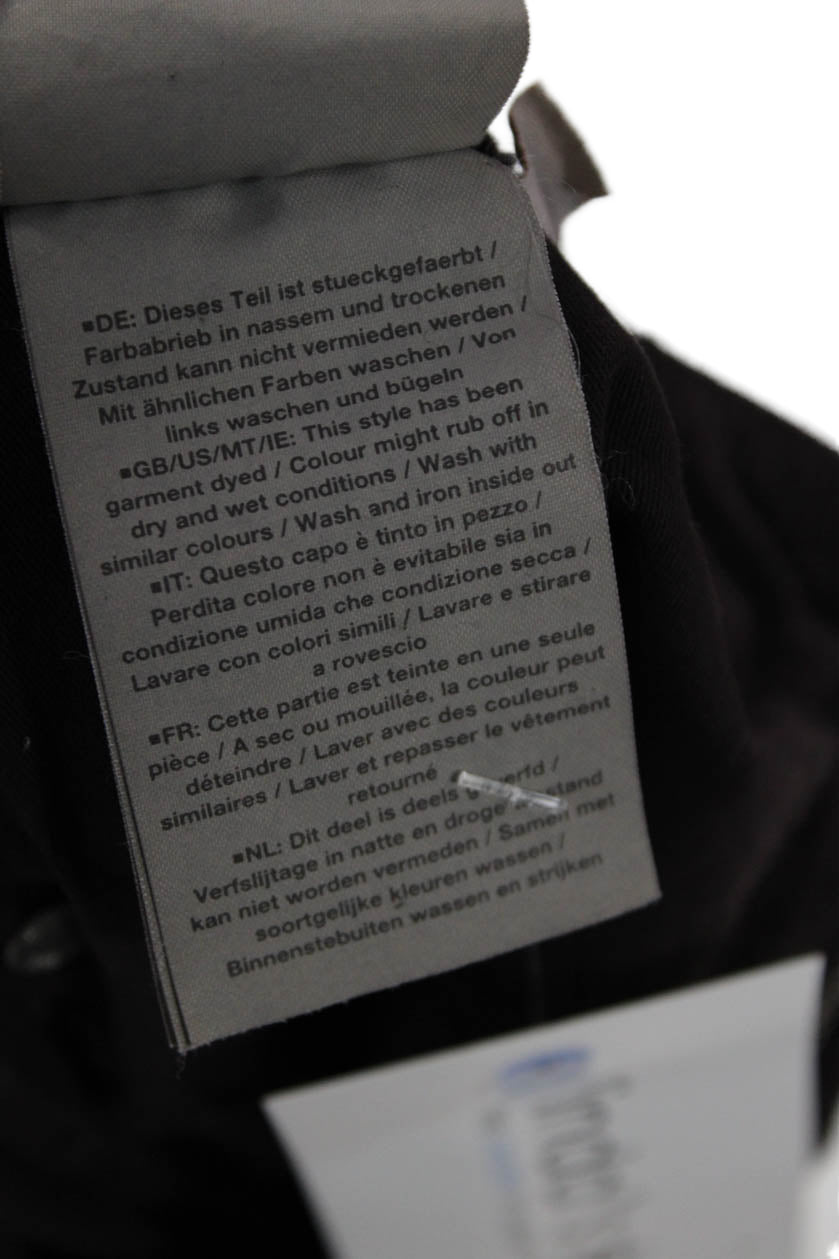 ▪DE: Dieses Teil ist stueckgefaerbt /
Farbabrieb in nassem und trockenen
Zustand kann nicht vermieden werden /
Mit ähnlichen Farben waschen / Von
links waschen und bügeln
▪GB/US/MT/IE: This style has been
garment dyed / Colour might rub off in
dry and wet conditions / Wash with
similar colours / Wash and iron inside out
▪IT: Questo capo è tinto in pezzo /
Perdita colore non è evitabile sia in
condizione umida che condizione secca /
Lavare con colori simili / Lavare e stirare
a rovescio
▪FR: Cette partie est teinte en une seule
pièce / A sec ou mouillée, la couleur peut
déteindre / Laver avec des couleurs
similaires / Laver et repasser le vêtement
retourné
▪NL: Dit deel is deels /
Verfslijtage in natte en droge
kan niet worden vermeden / Samen met
soortgelijke kleuren wassen /
Binnenstebuiten wassen en strijken